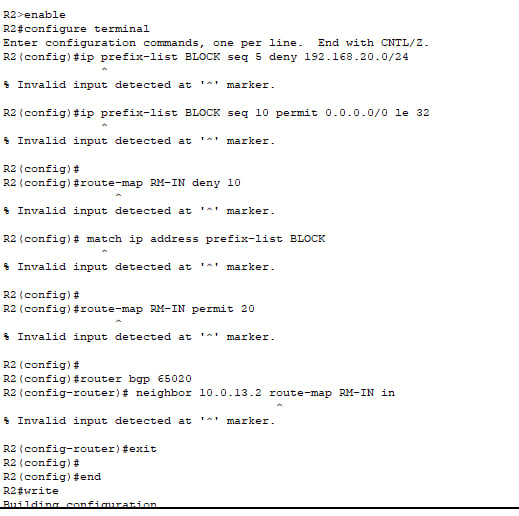 R2>enable
R2#configure terminal
Enter configuration commands, one per line.  End with CNTL/Z.
R2(config)#ip prefix-list BLOCK seq 5 deny 192.168.20.0/24
^
% Invalid input detected at '^' marker.
R2(config)#ip prefix-list BLOCK seq 10 permit 0.0.0.0/0 le 32
^
% Invalid input detected at '^' marker.
R2(config)#
R2(config)#route-map RM-IN deny 10
^
% Invalid input detected at '^' marker.
R2(config)# match ip address prefix-list BLOCK
^
% Invalid input detected at '^' marker.
R2(config)#
R2(config)#route-map RM-IN permit 20
^
% Invalid input detected at '^' marker.
R2(config)#
R2(config)#router bgp 65020
R2(config-router)# neighbor 10.0.13.2 route-map RM-IN in
^
% Invalid input detected at '^' marker.
R2(config-router)#exit
R2(config)#
R2(config)#end
R2#write
Building configuration